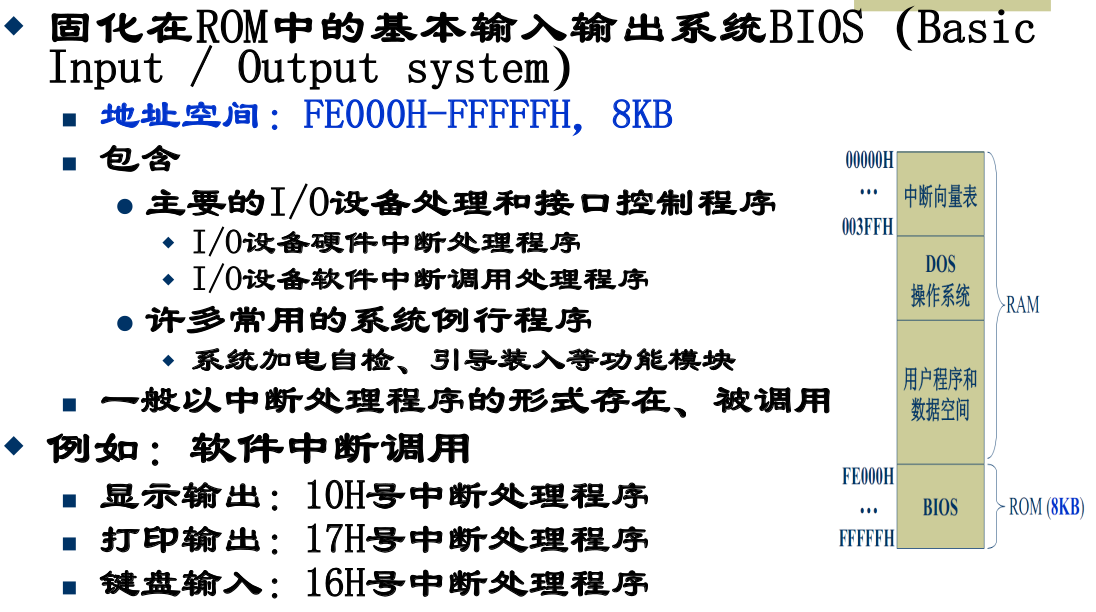 固化在ROM中的基本输入输出系统BIOS (Basic
Input / Output system)
地址空间: FE000H-FFFFFH, 8KB
包含
主要的I/O设备处理和接口控制程序
I/O设备硬件中断处理程序
I/O设备软件中断调用处理程序
许多常用的系统例行程序
系统加电自检、引导装入等功能模块
一般以中断处理程序的形式存在、被调用
例如: 软件中断调用
显示输出: 10H号中断处理程序
打印输出: 17H号中断处理程序
键盘输入: 16H号中断处理程序
00000H
...
003FFH
中断向量表
DOS
操作系统
用户程序和
数据空间
RAM
FE000H
...
FFFFFH
BIOS
ROM (8KB)